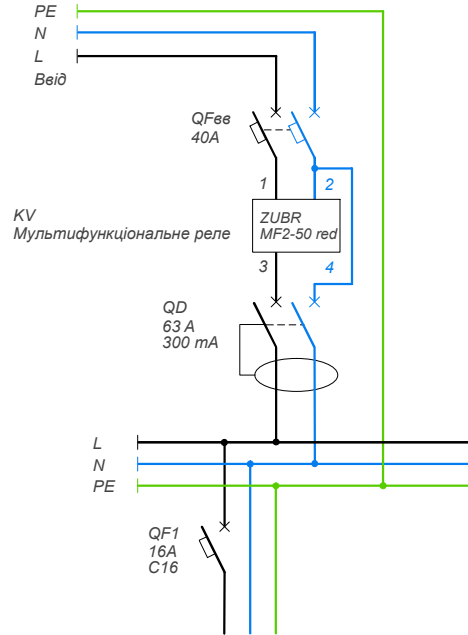 PE
N
L
Ввід
QFвв
40A
1
2
KV
Мультифункціональне реле
ZUBR
MF2-50 red
3
4
QD
63 A
300 mA
L
N
PE
QF1
16A
C16